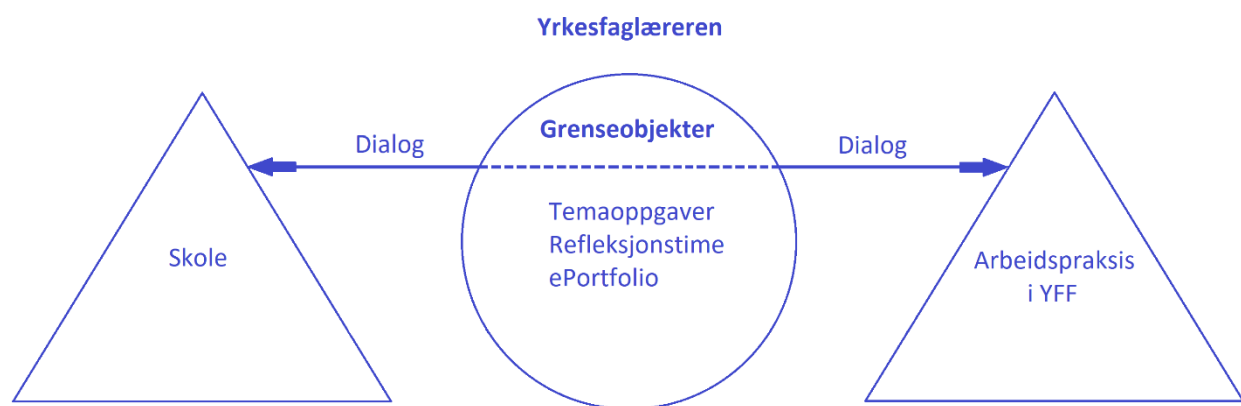 Yrkesfaglæreren
Grenseobjekter
Dialog
Dialog
Temaoppgaver
Refleksjonstime
ePortfolio
Skole
Arbeidspraksis
i YFF